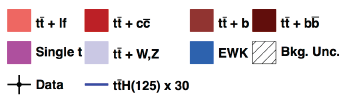 tt̄ + lf tt̄ + cc̄ tt̄ + b tt̄ + bb̄
Single t tt̄ + W,Z EWK Bkg. Unc.
Data tt̄H(125) x 30